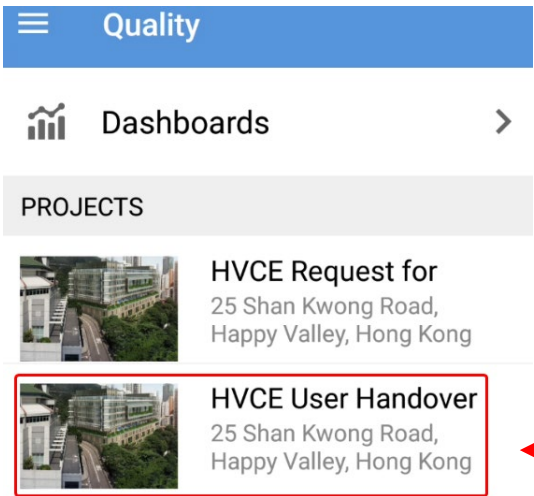 Quality
Dashboards
PROJECTS
HVCE Request for
25 Shan Kwong Road,
Happy Valley, Hong Kong
HVCE User Handover
25 Shan Kwong Road,
Happy Valley, Hong Kong